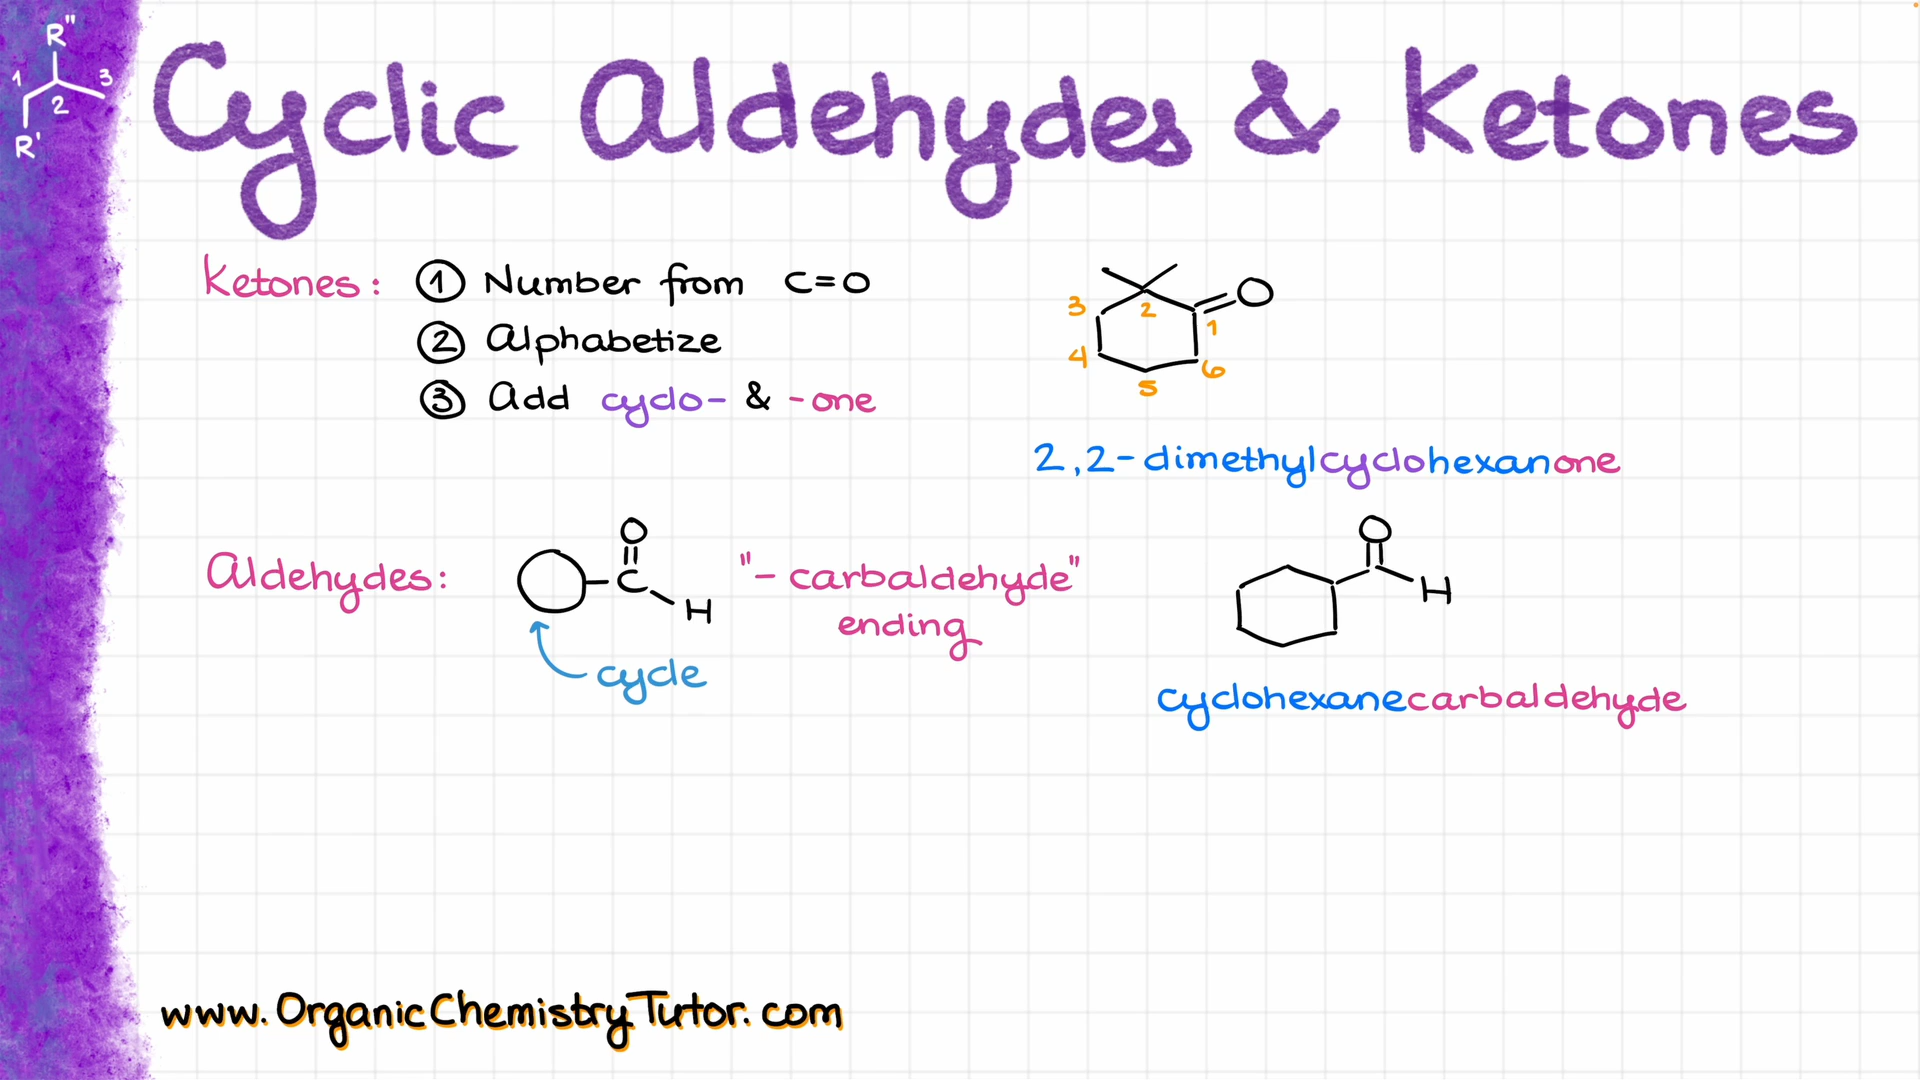 R"
1 3
2
R'
Cyclic Aldehydes & Ketones
Ketones: 1 Number from C=O
2 Alphabetize
3 Add cyclo- & -one
O
3 2 1
4 5 6
2,2-dimethylcyclohexanone
Aldehydes: O
C
H
cycle
"-carbaldehyde"
ending
O
H
cyclohexanecarbaldehyde
www.OrganicChemistryTutor.com